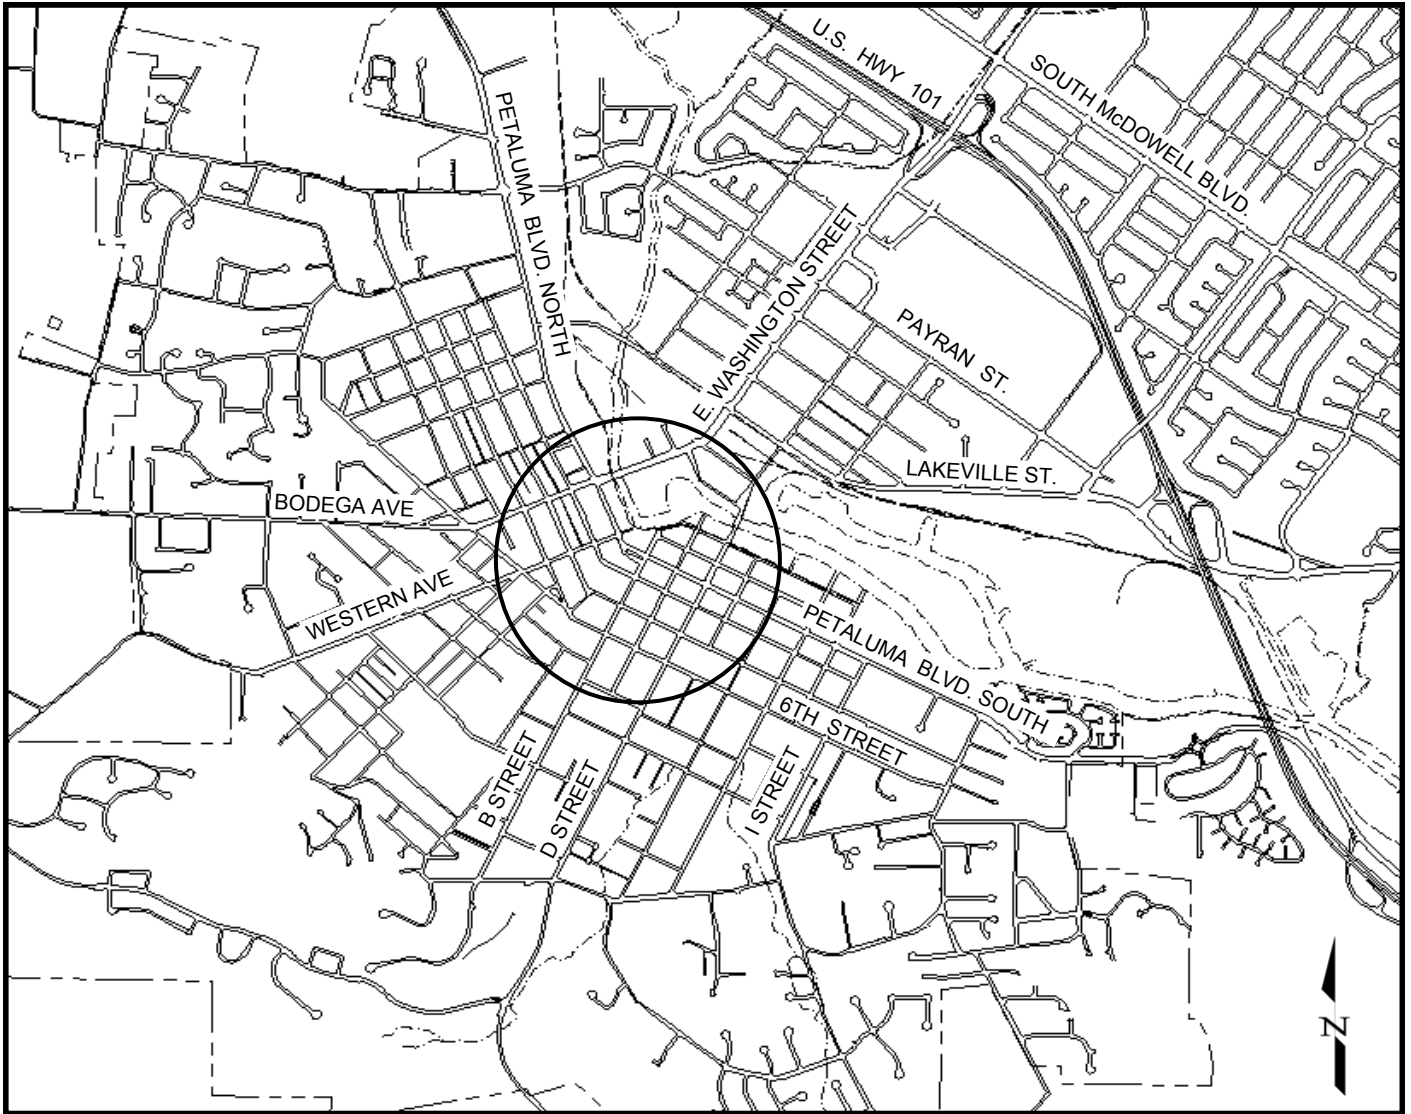 U.S. HWY 101
SOUTH McDOWELL BLVD.
PETALUMA BLVD. NORTH
E. WASHINGTON STREET
PAYRAN ST.
LAKEVILLE ST.
BODEGA AVE
WESTERN AVE
PETALUMA BLVD. SOUTH
6TH STREET
B STREET
D STREET
I STREET
N